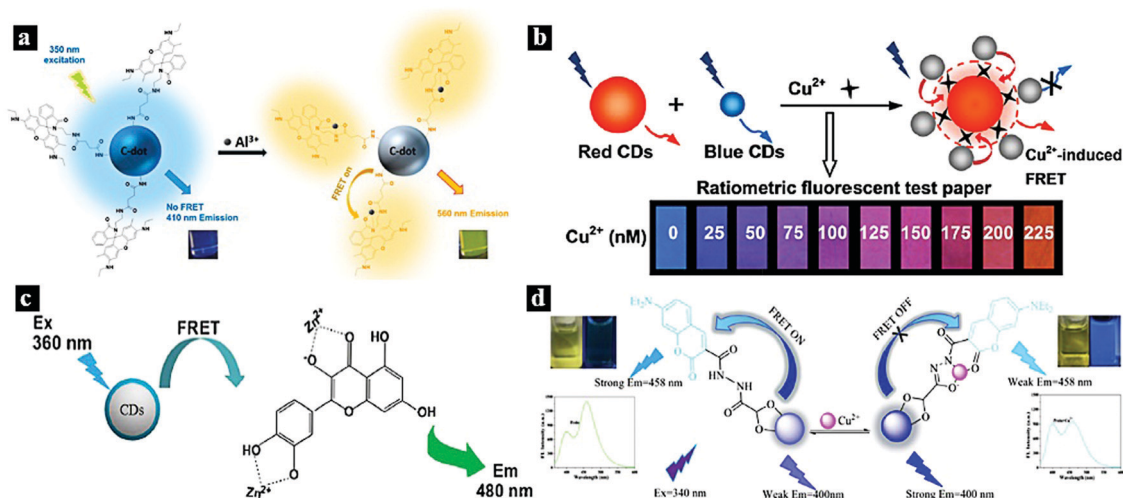 a
350 nm
excitation
C-dot
Al³⁺
No FRET
410 nm Emission
FRET on
C-dot
560 nm Emission
b
Red CDs
+
Blue CDs
Cu²⁺
Cu²⁺-induced
FRET
Ratiometric fluorescent test paper
Cu²⁺ (nM)
0 25 50 75 100 125 150 175 200 225
c
Ex
360 nm
FRET
CDs
Zn²⁺
O
OH
HO
O
OH
HO
O
Zn²⁺
Em
480 nm
d
Et₂N
O
O
O
HN-NH
O
O
O
FRET ON
Strong Em=458 nm
Ex=340 nm
Weak Em=400nm
Cu²⁺
FRET OFF
NEt₂
O
O
N-N
O
O
O
Weak Em=458 nm
Strong Em=400 nm